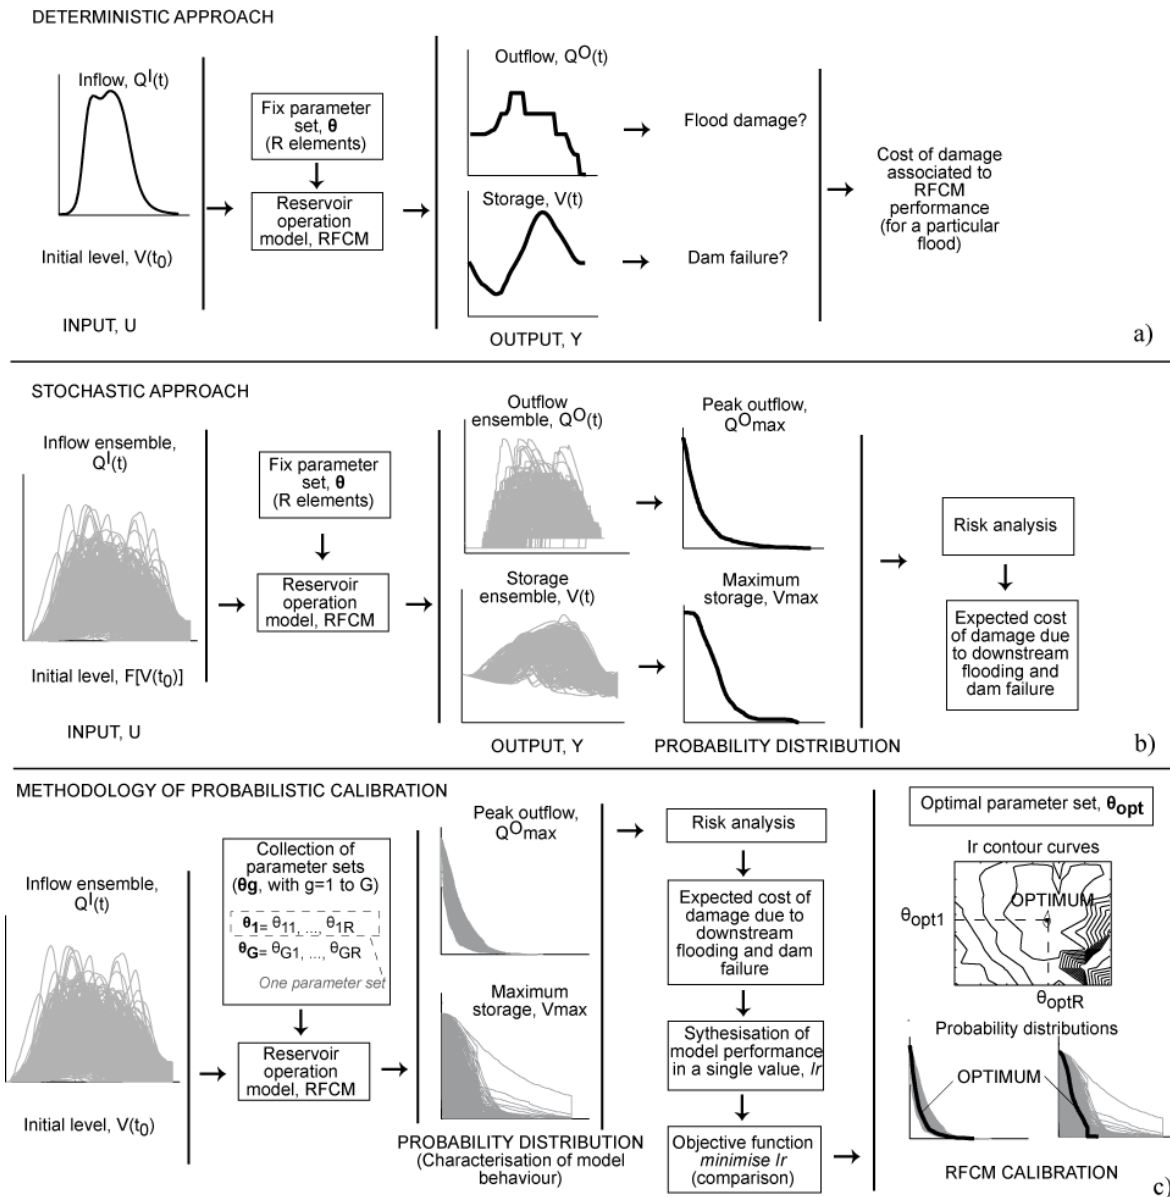 DETERMINISTIC APPROACH
Inflow, QI(t)
Initial level, V(t0)
INPUT, U
Fix parameter
set, θ
(R elements)
Reservoir
operation
model, RFCM
Outflow, QO(t)
Storage, V(t)
OUTPUT, Y
Flood damage?
Dam failure?
Cost of damage
associated to
RFCM
performance
(for a particular
flood)
a)
STOCHASTIC APPROACH
Inflow ensemble,
QI(t)
Initial level, F[V(t0)]
INPUT, U
Fix parameter
set, θ
(R elements)
Reservoir
operation
model, RFCM
Outflow
ensemble, QO(t)
Storage
ensemble, V(t)
OUTPUT, Y
Peak outflow,
QOmax
Maximum
storage, Vmax
PROBABILITY DISTRIBUTION
Risk analysis
Expected cost
of damage due
to downstream
flooding and
dam failure
b)
METHODOLOGY OF PROBABILISTIC CALIBRATION
Inflow ensemble,
QI(t)
Initial level, V(t0)
Collection of
parameter sets
(θg, with g=1 to G)
θ1= θ11, ..., θ1R
θG= θG1, ..., θGR
One parameter set
Reservoir
operation
model, RFCM
Peak outflow,
QOmax
Maximum
storage, Vmax
PROBABILITY DISTRIBUTION
(Characterisation of model
behaviour)
Risk analysis
Expected cost of
damage due to
downstream
flooding and dam
failure
Sythesisation of
model performance
in a single value, Ir
Objective function
minimise Ir
(comparison)
Optimal parameter set, θopt
Ir contour curves
OPTIMUM
θopt1
θoptR
Probability distributions
OPTIMUM
RFCM CALIBRATION
c)